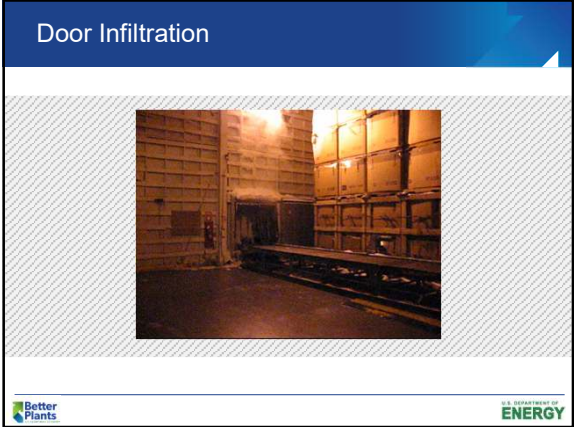 Door Infiltration
Better
Plants
U.S. DEPARTMENT OF
ENERGY